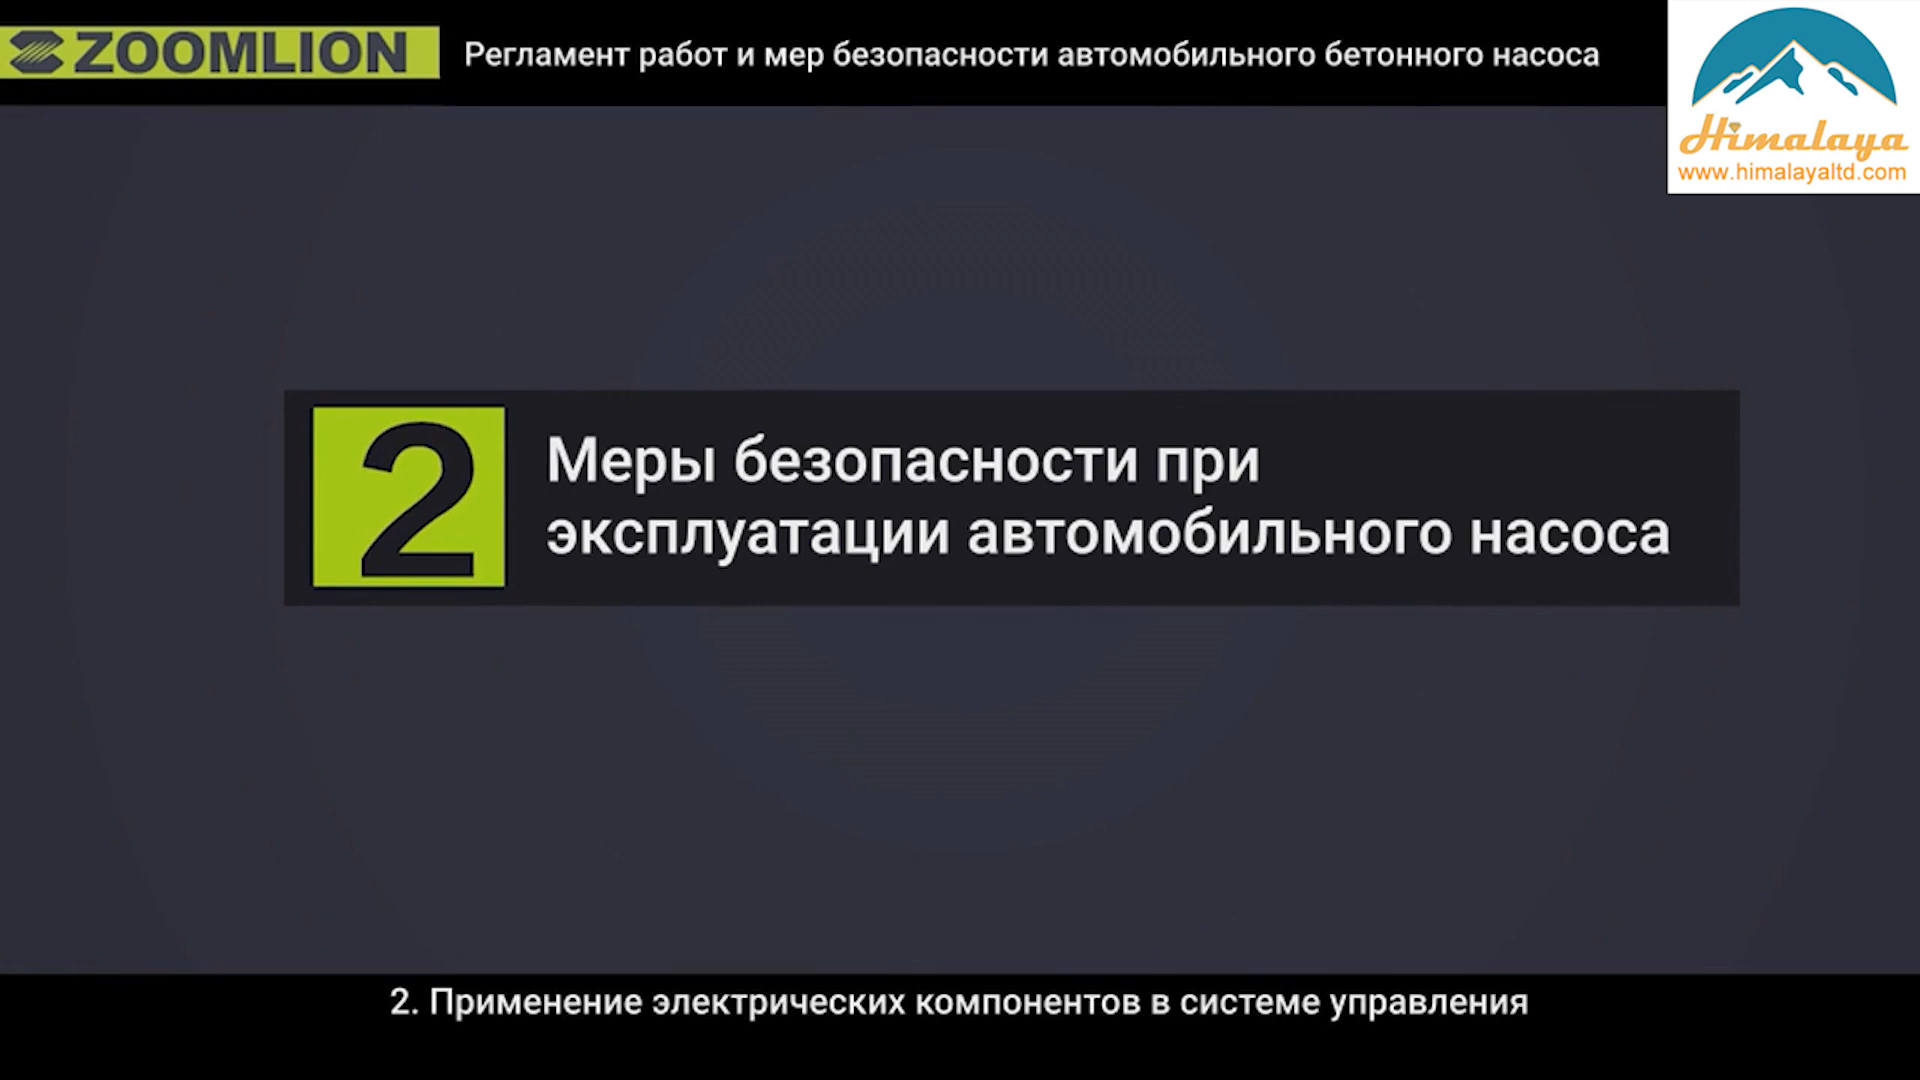 ZOOMLION
Регламент работ и мер безопасности автомобильного бетонного насоса
Himalaya
www.himalayaltd.com
2
Меры безопасности при
эксплуатации автомобильного насоса
2. Применение электрических компонентов в системе управления